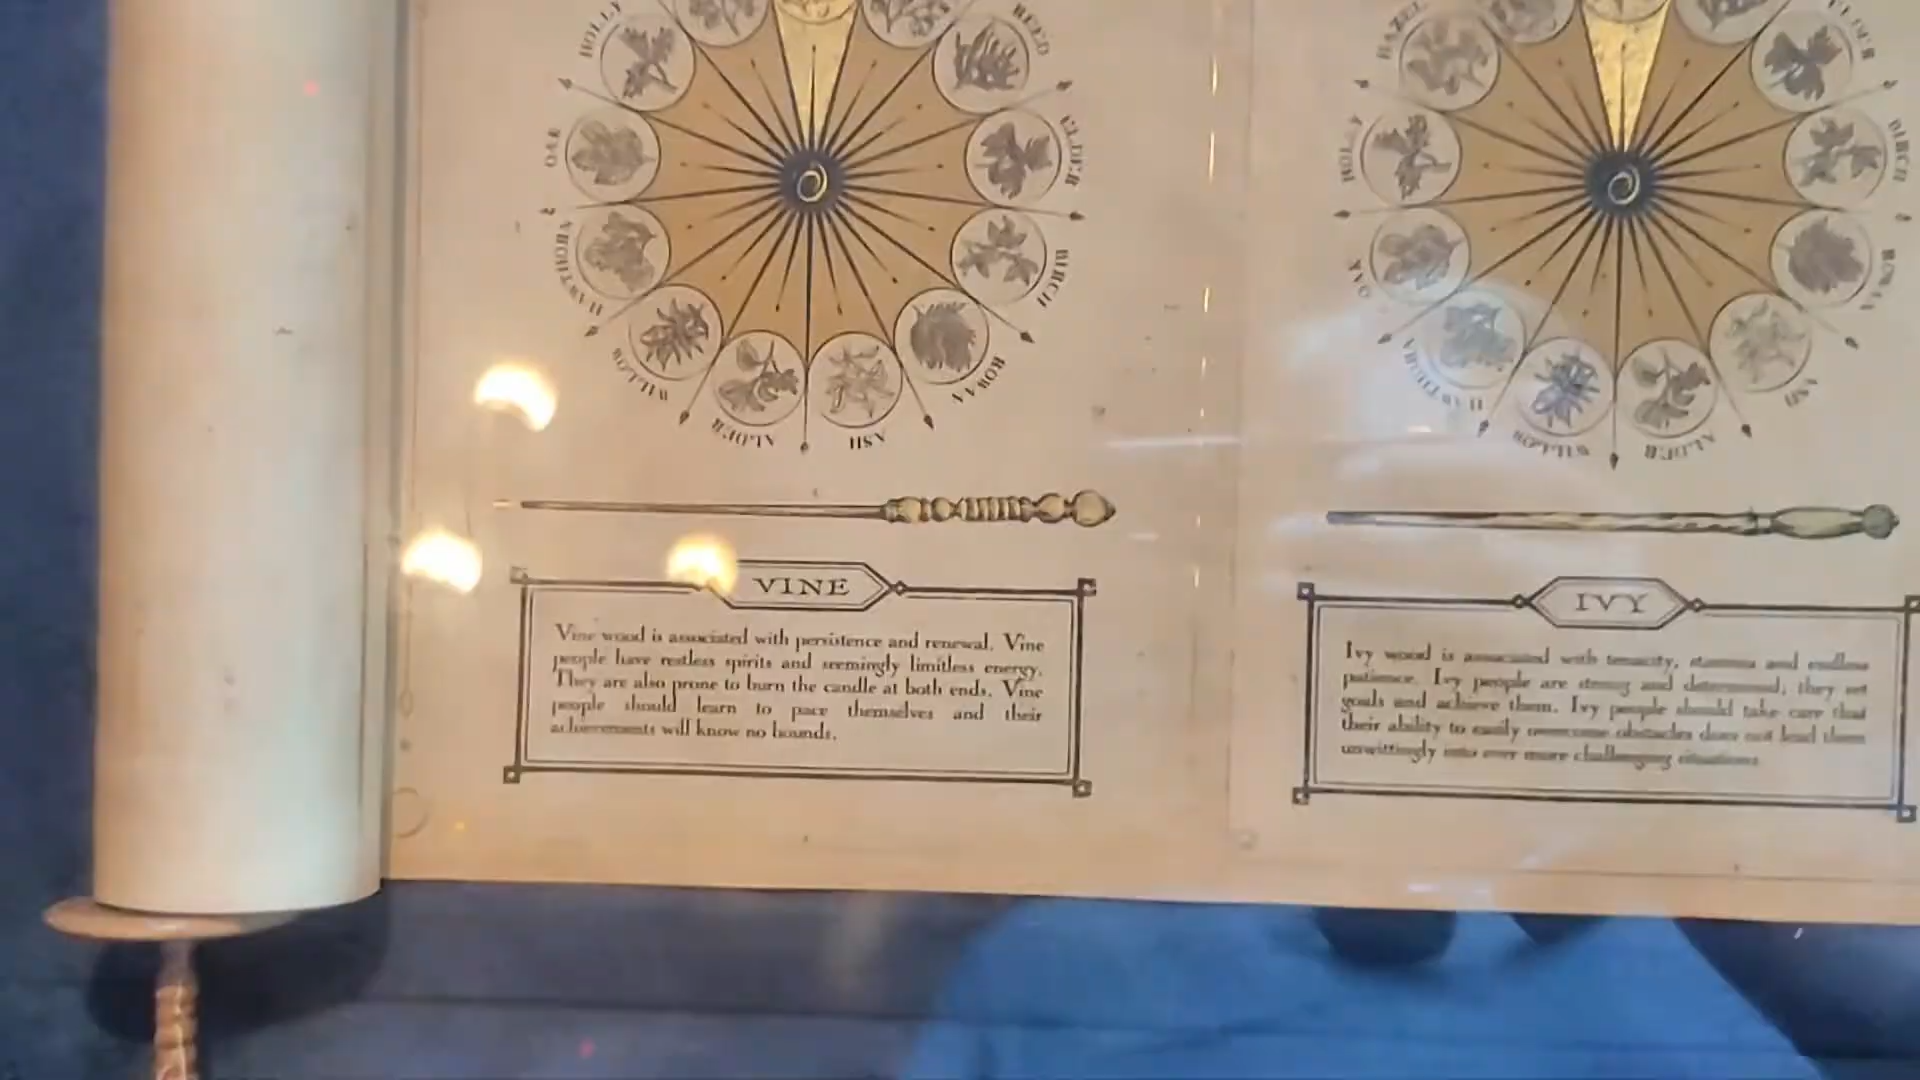 HOLLY
REED
OAK
ELDER
HAWTHORN
BIRCH
WILLOW
ROWAN
ALDER
ASH
VINE
Vine wood is associated with persistence and renewal. Vine
people have restless spirits and seemingly limitless energy.
They are also prone to burn the candle at both ends. Vine
people should learn to pace themselves and their
achievements will know no bounds.
HAZEL
ELDER
HOLLY
BIRCH
OAK
ROWAN
HAWTHORN
ASH
WILLOW
ALDER
IVY
Ivy wood is associated with tenacity, stamina and endless
patience. Ivy people are strong and determined, they set
goals and achieve them. Ivy people should take care that
their ability to easily overcome obstacles does not lead them
unwittingly into ever more challenging situations.